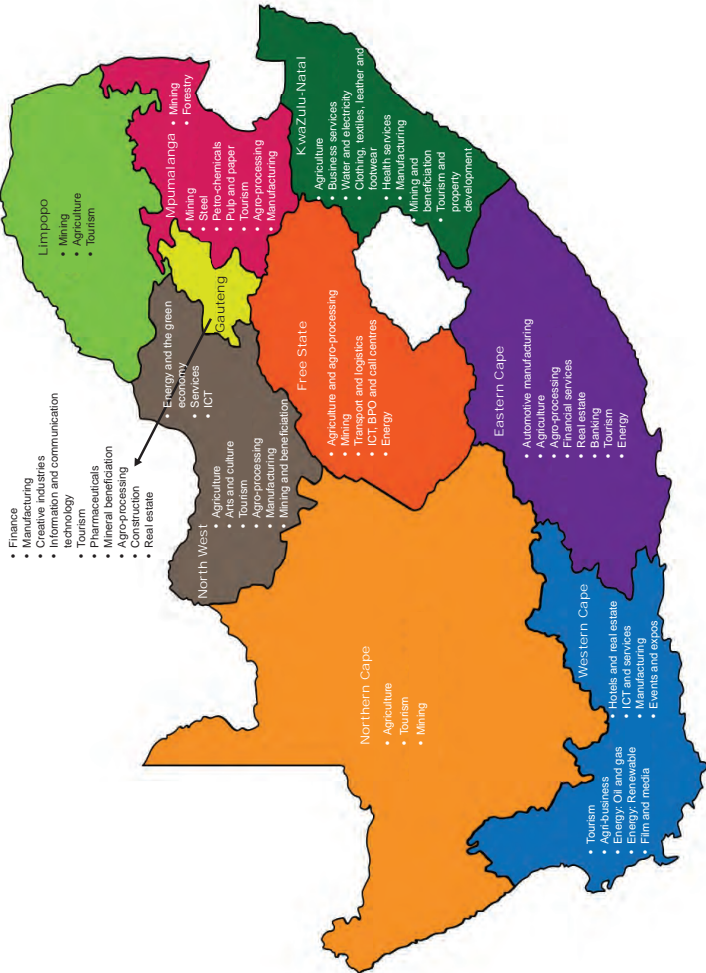 • Finance
• Manufacturing
• Creative industries
• Information and communication
technology
• Tourism
• Pharmaceuticals
• Mineral beneficiation
• Agro-processing
• Construction
• Real estate
Limpopo
• Mining
• Agriculture
• Tourism
Mpumalanga
• Mining
• Steel
• Petro-chemicals
• Pulp and paper
• Tourism
• Agro-processing
• Manufacturing
• Mining
• Forestry
Gauteng
North West
• Agriculture
• Arts and culture
• Tourism
• Agro-processing
• Manufacturing
• Mining and beneficiation
• Energy and the green
economy
• Services
• ICT
KwaZulu-Natal
• Agriculture
• Business services
• Water and electricity
• Clothing, textiles, leather and
footwear
• Health services
• Manufacturing
• Mining and
beneficiation
• Tourism and
property
development
Free State
• Agriculture and agro-processing
• Mining
• Transport and logistics
• ICT, BPO and call centres
• Energy
Northern Cape
• Agriculture
• Tourism
• Mining
Eastern Cape
• Automotive manufacturing
• Agriculture
• Agro-processing
• Financial services
• Real estate
• Banking
• Tourism
• Energy
Western Cape
• Tourism
• Agri-business
• Energy: Oil and gas
• Energy: Renewable
• Film and media
• Hotels and real estate
• ICT and services
• Manufacturing
• Events and expos